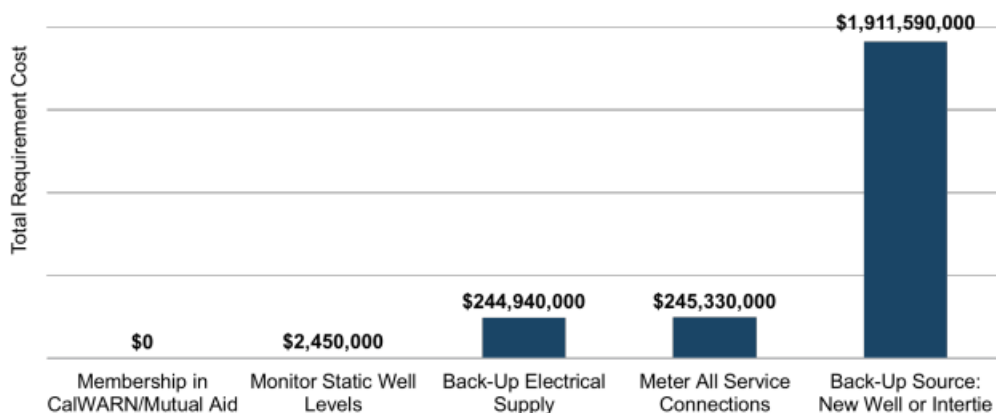 Total Requirement Cost
$1,911,590,000
$244,940,000
$245,330,000
$0
$2,450,000
Membership in
CalWARN/Mutual Aid
Monitor Static Well
Levels
Back-Up Electrical
Supply
Meter All Service
Connections
Back-Up Source:
New Well or Intertie